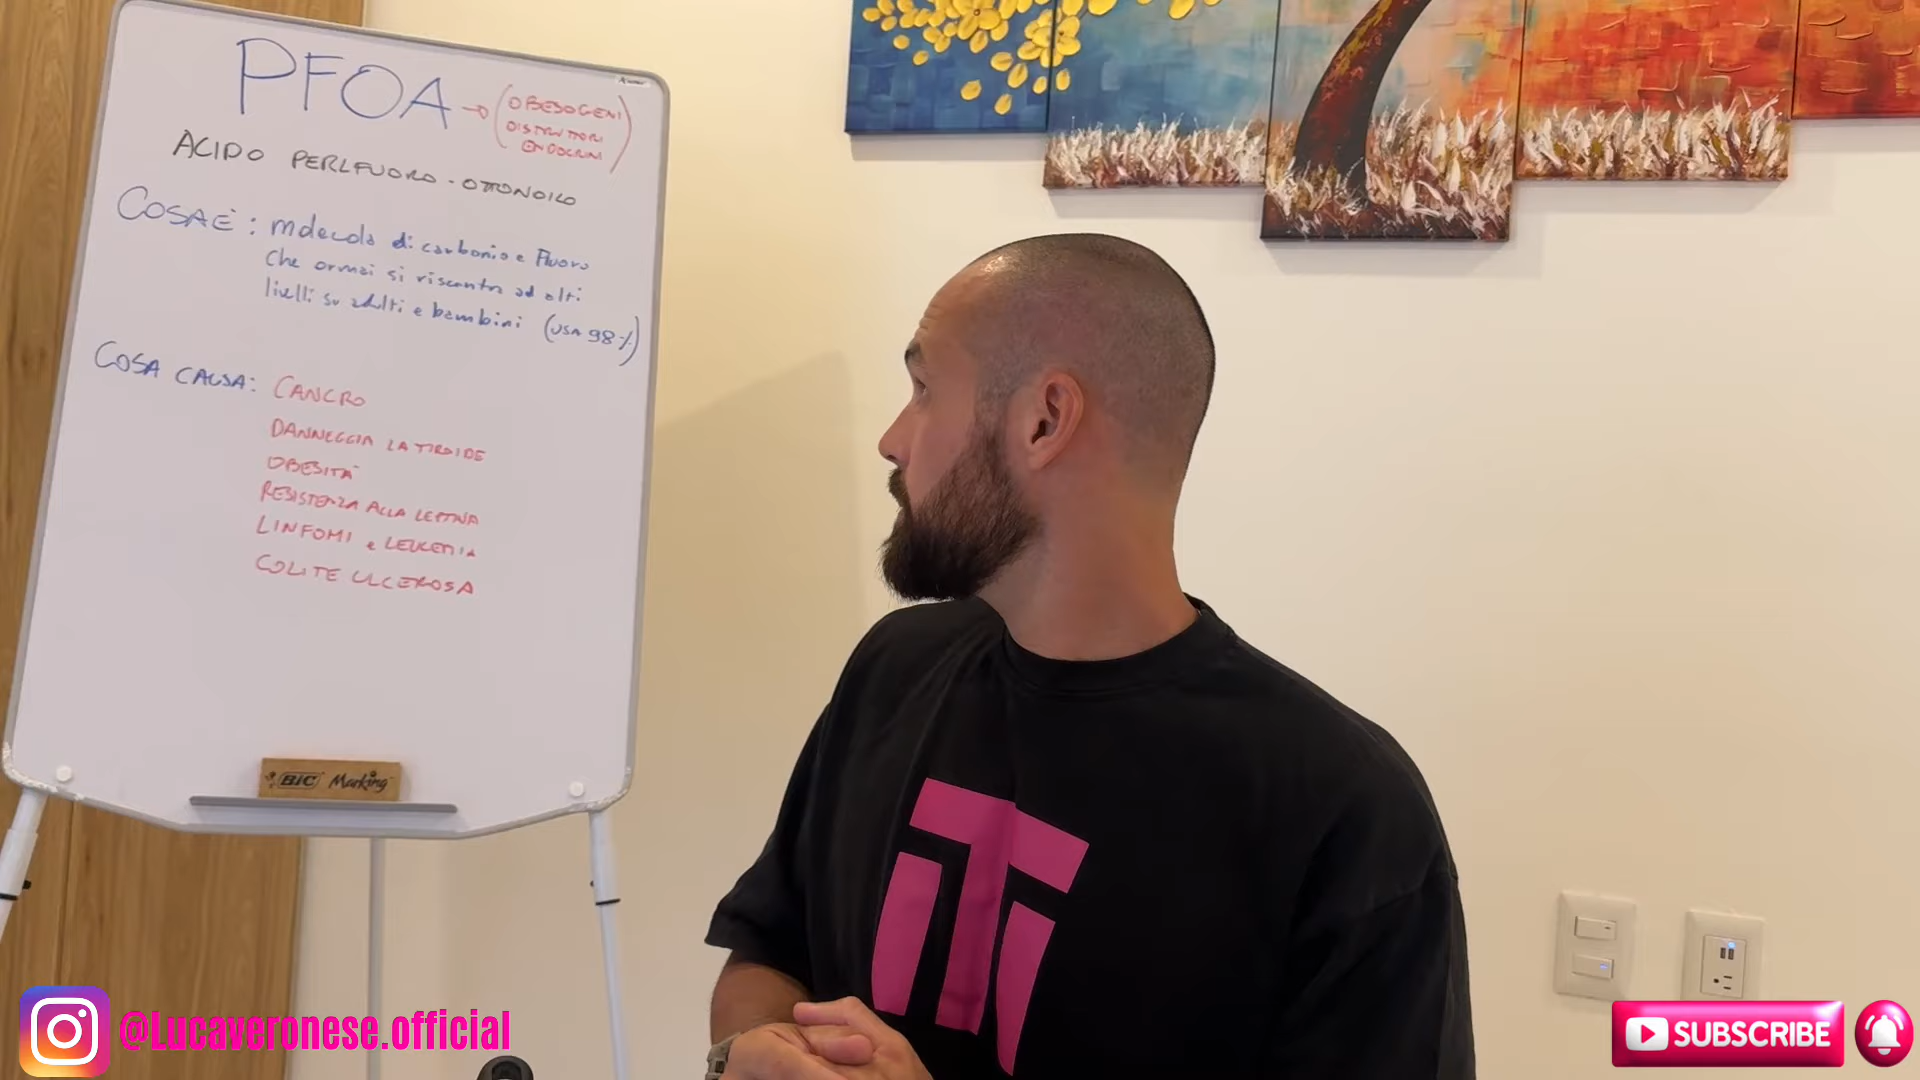 PFOA → (OBESOGENI
DISTRUTTORI
ENDOCRINI)
ACIDO PERLFUORO-OTTONOICO
COSA È: molecola di carbonio e Fluoro
che ormai si riscontra ad alti
livelli su adulti e bambini (USA 98%)
COSA CAUSA: CANCRO
DANNEGGIA LA TIROIDE
OBESITÀ
RESISTENZA ALLA LEPTINA
LINFOMI e LEUCEMIA
COLITE ULCEROSA
BIC Marking
@Lucaveronese.official
SUBSCRIBE